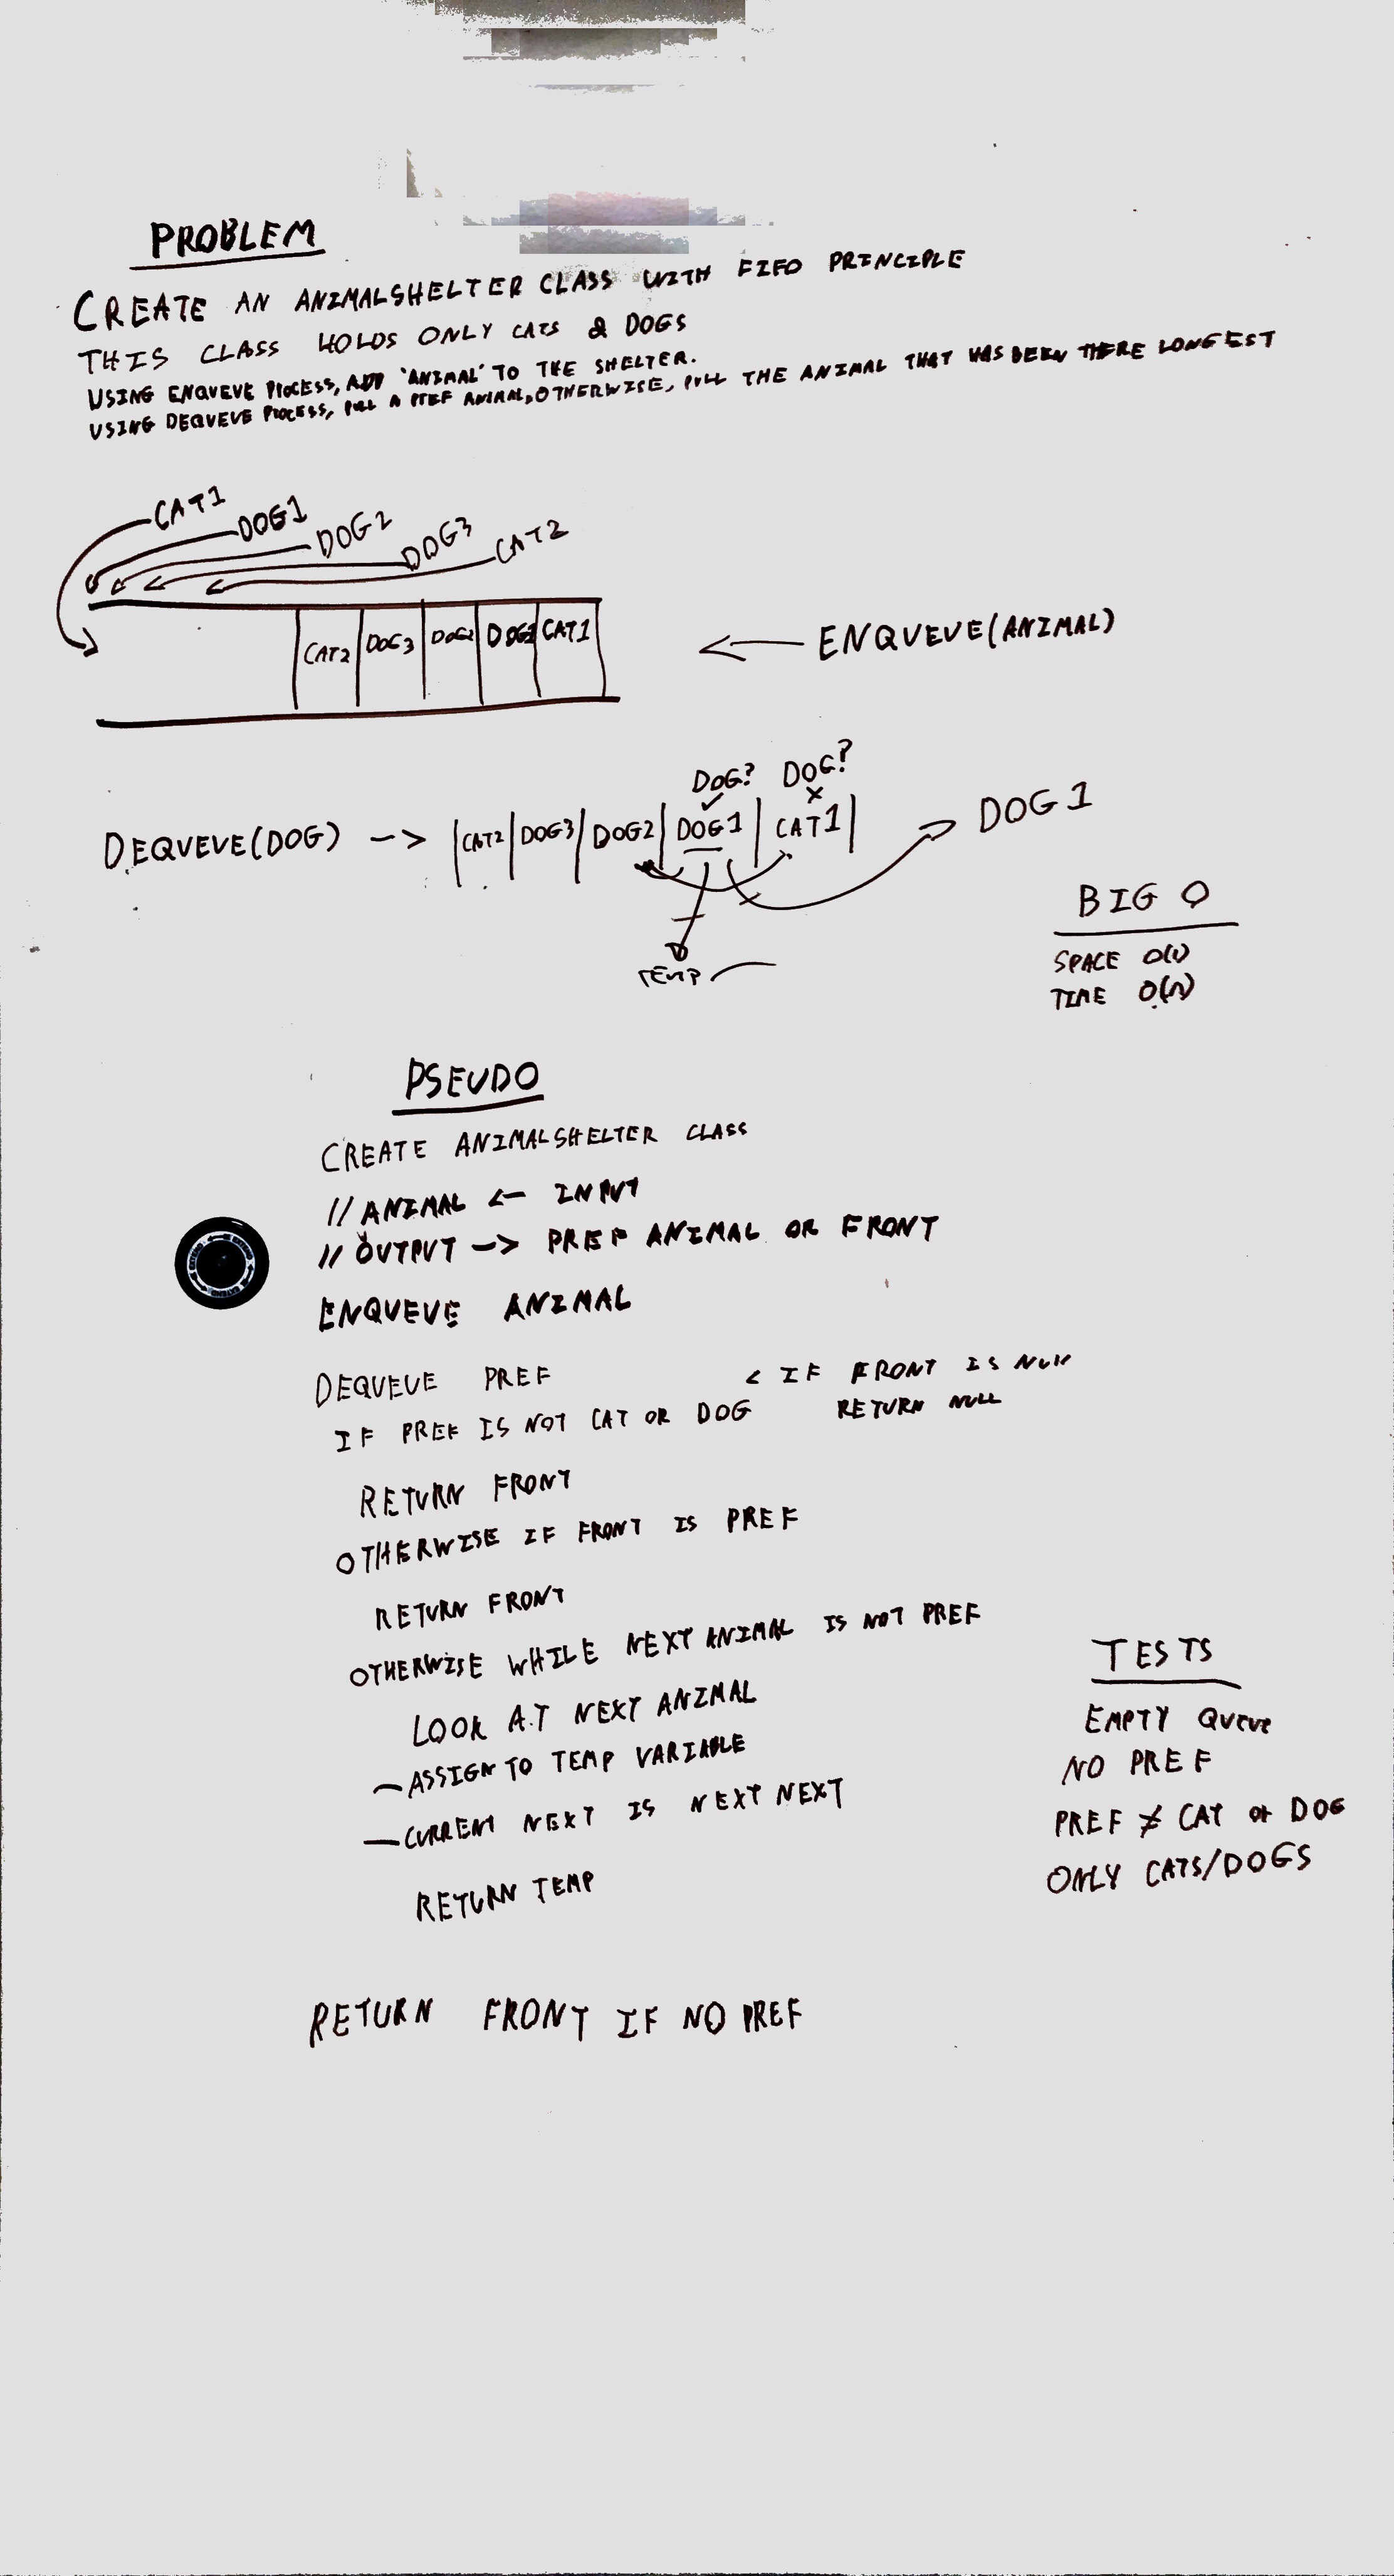 PROBLEM
CREATE AN ANIMALSHELTER CLASS WITH FIFO PRINCIPLE
THIS CLASS HOLDS ONLY CATS & DOGS
USING ENQUEUE PROCESS, ADD 'ANIMAL' TO THE SHELTER.
USING DEQUEUE PROCESS, PULL A PREF ANIMAL, OTHERWISE, PULL THE ANIMAL THAT HAS BEEN THERE LONGEST
CAT1 DOG1 DOG2 DOG3 CAT2
CAT2 DOG3 DOG2 DOG1 CAT1
<— ENQUEUE(ANIMAL)
DOG? DOG?
✓ x
DEQUEUE(DOG) -> |CAT2|DOG3|DOG2|DOG1|CAT1| DOG1
TEMP
BIG O
SPACE O(1)
TIME O(n)
PSEUDO
CREATE ANIMALSHELTER CLASS
// ANIMAL <- INPUT
// OUTPUT -> PREF ANIMAL OR FRONT
ENQUEUE ANIMAL
DEQUEUE PREF < IF FRONT IS NULL
RETURN NULL
IF PREF IS NOT CAT OR DOG
RETURN FRONT
OTHERWISE IF FRONT IS PREF
RETURN FRONT
OTHERWISE WHILE NEXT ANIMAL IS NOT PREF
LOOK AT NEXT ANIMAL
— ASSIGN TO TEMP VARIABLE
— CURRENT NEXT IS NEXT NEXT
RETURN TEMP
RETURN FRONT IF NO PREF
TESTS
EMPTY QUEUE
NO PREF
PREF ≠ CAT or DOG
ONLY CATS/DOGS